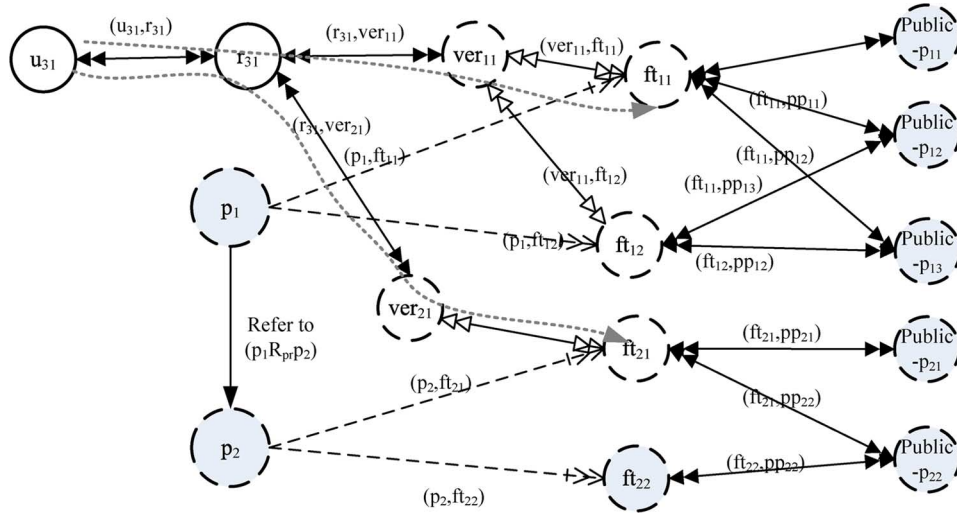 (u31,r31)
(r31,ver11)
(ver11,ft11)
Public
-p11
u31
r31
ver11
ft11
(ft11,pp11)
Public
-p12
(r31,ver21)
(p1,ft11)
(ft11,pp12)
(ver11,ft12)
(ft11,pp13)
p1
(p1,ft12)
ft12
(ft12,pp12)
Public
-p13
ver21
Refer to
(p1Rprp2)
ft21
(ft21,pp21)
Public
-p21
(p2,ft21)
(ft21,pp22)
p2
Public
-p22
(ft22,pp22)
ft22
(p2,ft22)